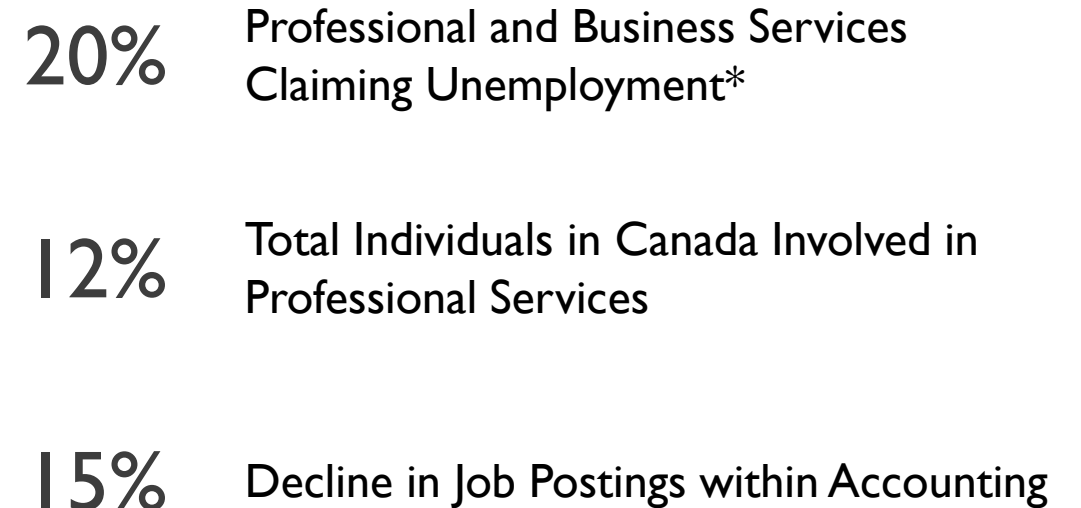 20%
Professional and Business Services
Claiming Unemployment*
12%
Total Individuals in Canada Involved in
Professional Services
15%
Decline in Job Postings within Accounting